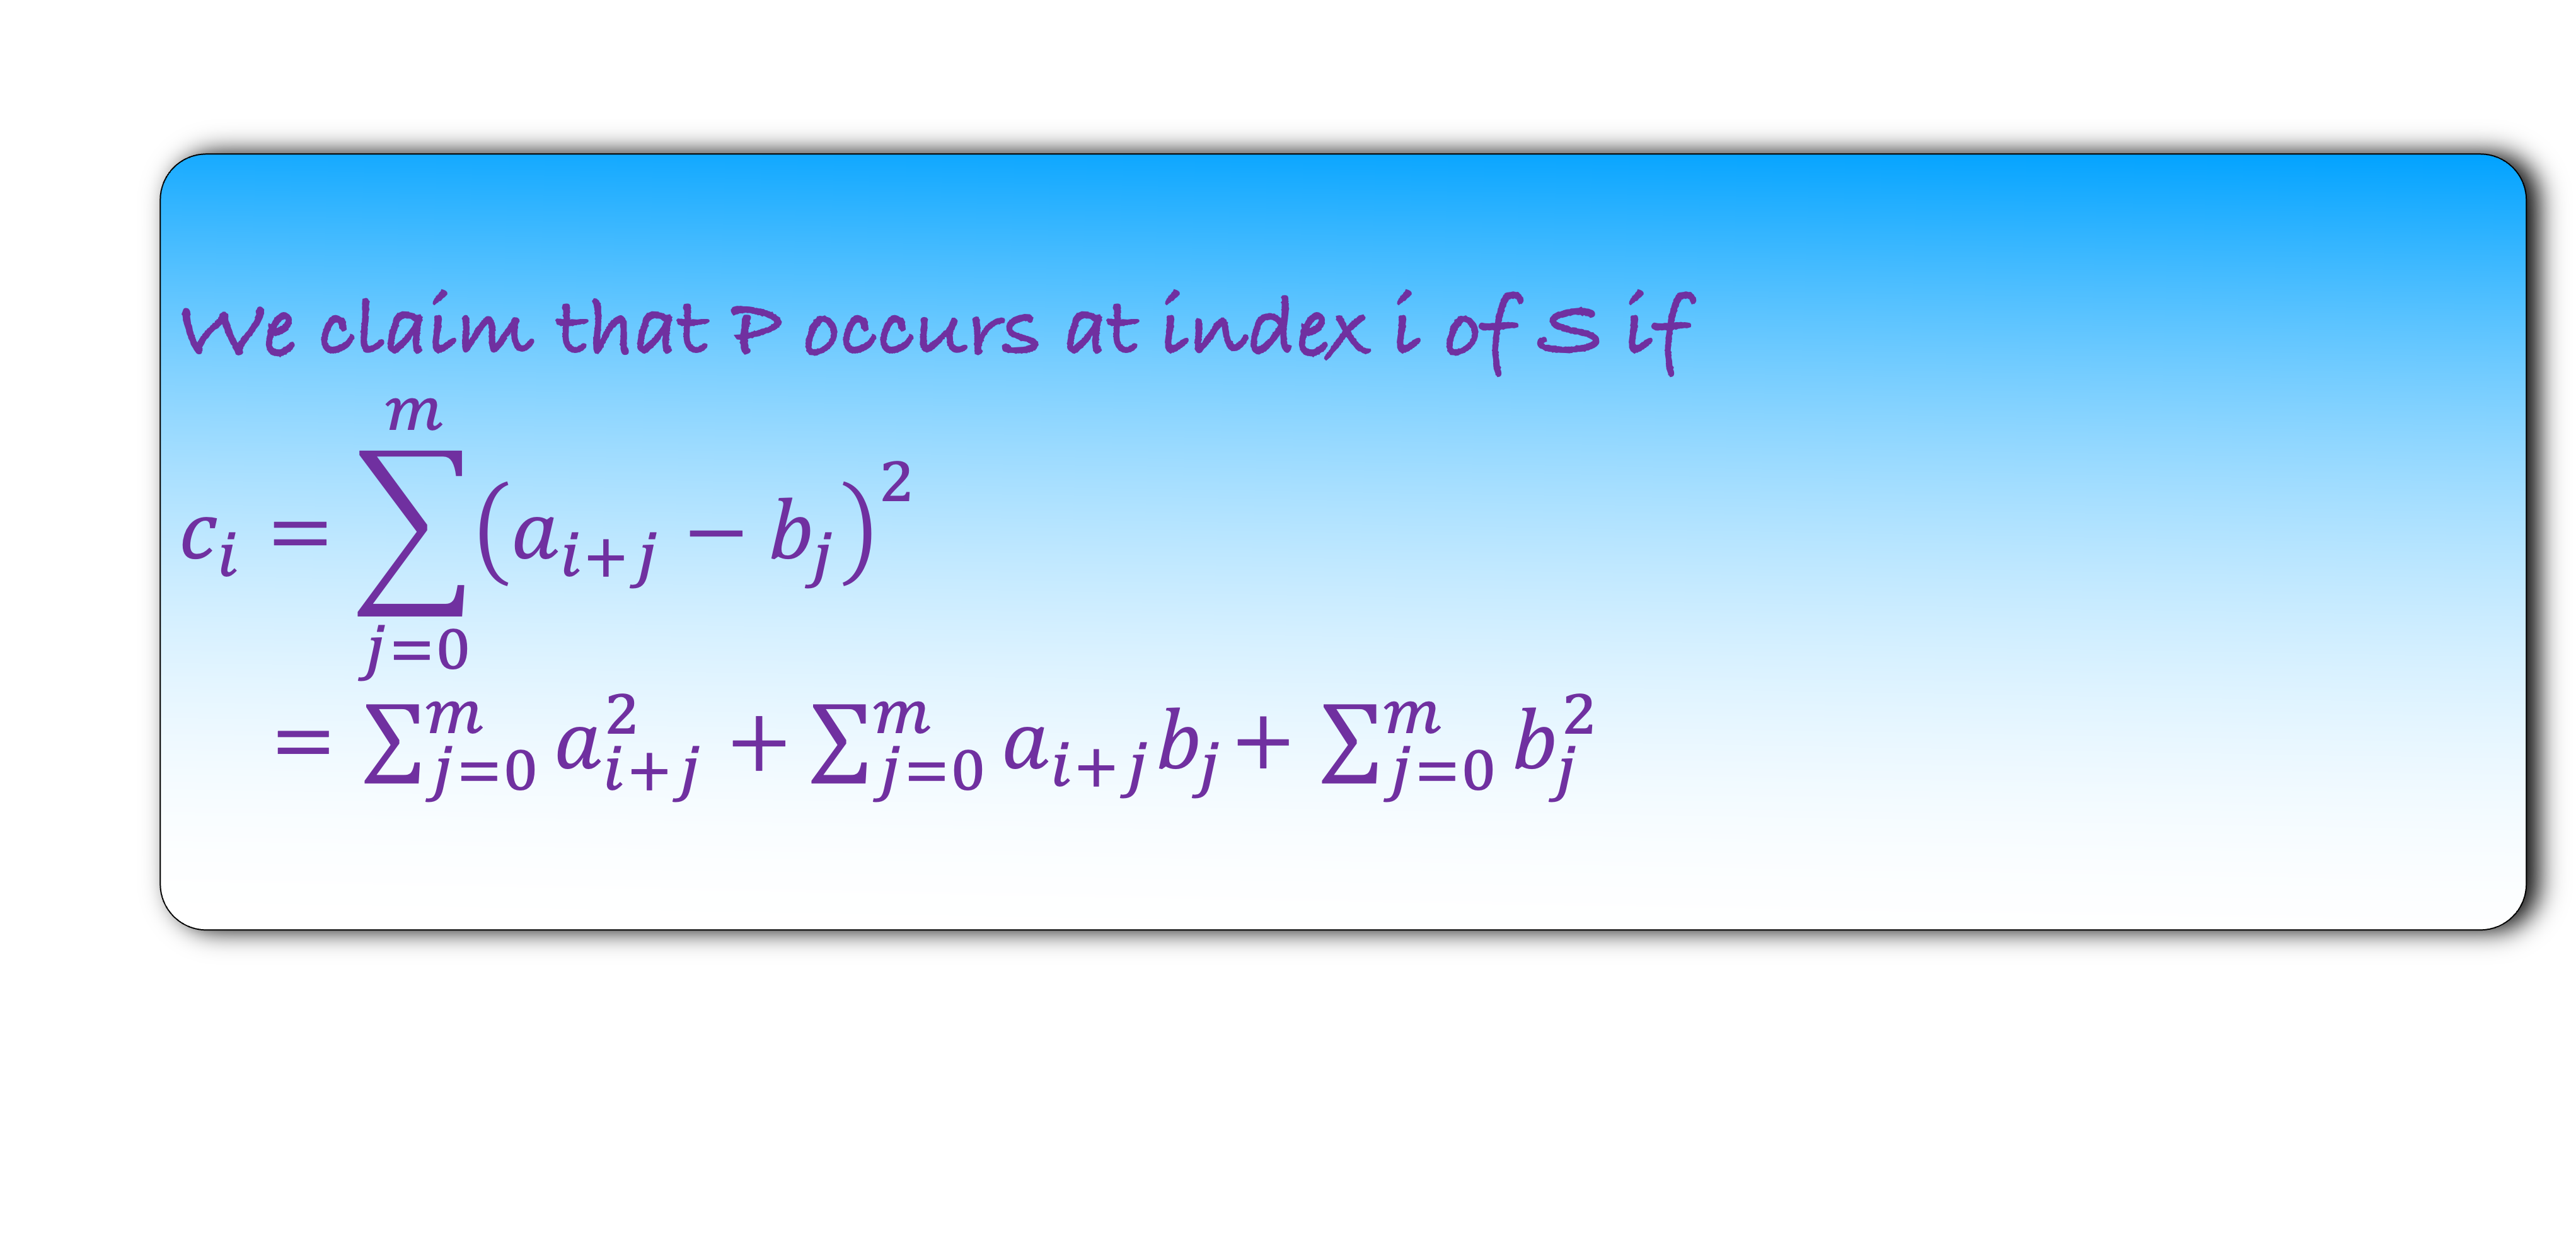 We claim that P occurs at index i of S if
$c_i = \sum_{j=0}^{m} (a_{i+j} - b_j)^2$
$= \sum_{j=0}^{m} a_{i+j}^2 + \sum_{j=0}^{m} a_{i+j} b_j + \sum_{j=0}^{m} b_j^2$